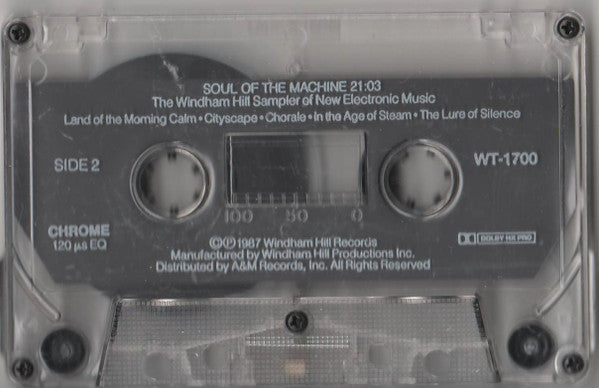 SOUL OF THE MACHINE 21:03
The Windham Hill Sampler of New Electronic Music
Land of the Morning Calm • Cityscape • Chorale • In the Age of Steam • The Lure of Silence
SIDE 2
WT-1700
100 50 0
CHROME
120 µs EQ
DOLBY HX PRO
©℗1987 Windham Hill Records
Manufactured by Windham Hill Productions Inc.
Distributed by A&M Records, Inc. All Rights Reserved